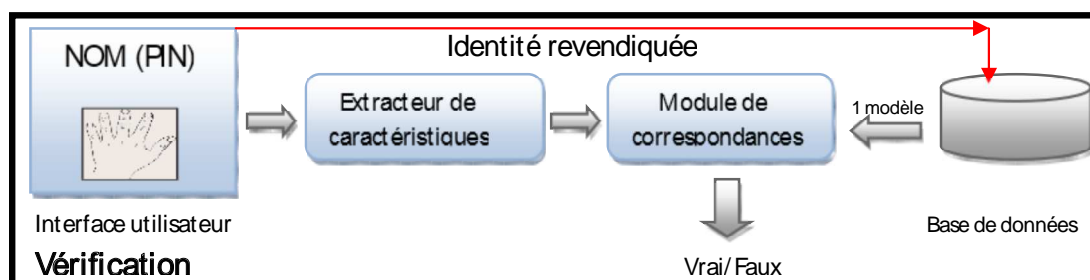 NOM (PIN)
Identité revendiquée
Extracteur de
caractéristiques
Module de
correspondances
1 modèle
Interface utilisateur
Base de données
Vérification
Vrai/Faux